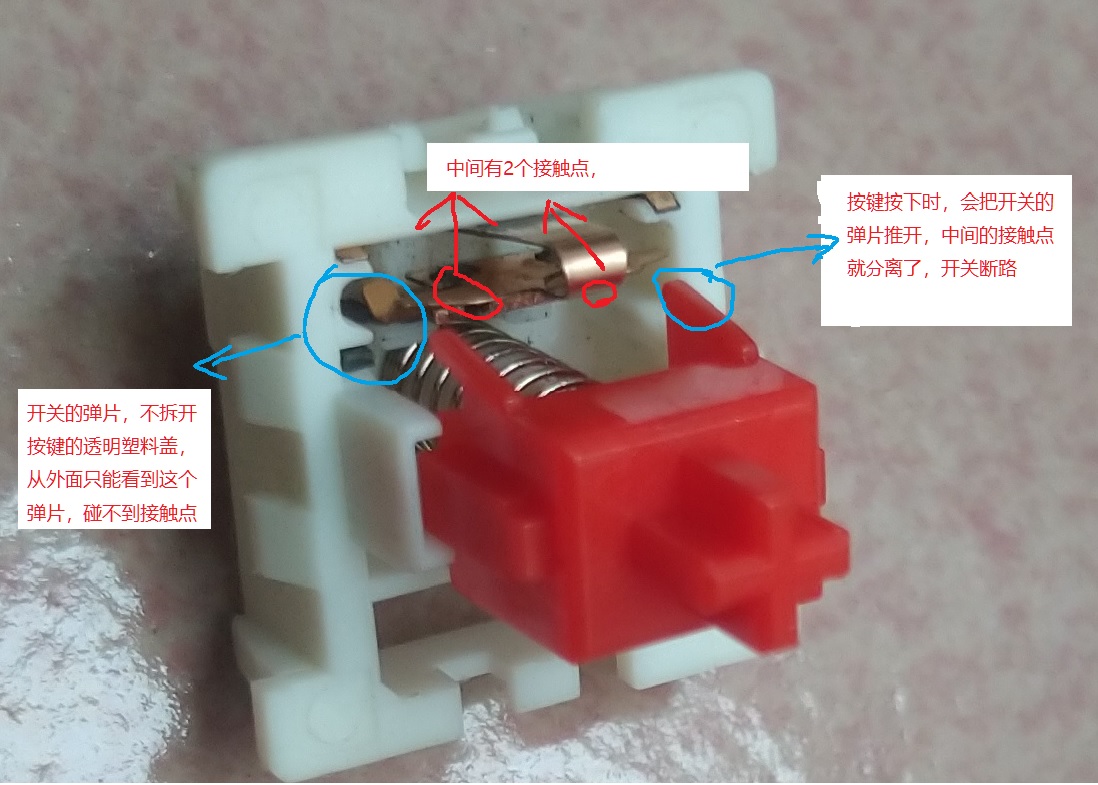 中间有2个接触点，
按键按下时，会把开关的
弹片推开，中间的接触点
就分离了，开关断路
开关的弹片，不拆开
按键的透明塑料盖，
从外面只能看到这个
弹片，碰不到接触点